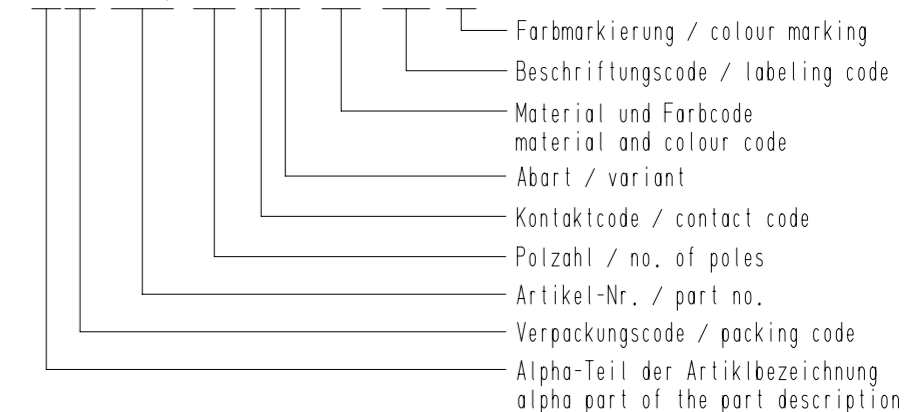 Farbmarkierung / colour marking
Beschriftungscode / labeling code
Material und Farbcode
material and colour code
Abart / variant
Kontaktcode / contact code
Polzahl / no. of poles
Artikel-Nr. / part no.
Verpackungscode / packing code
Alpha-Teil der Artiklbezeichnung
alpha part of the part description